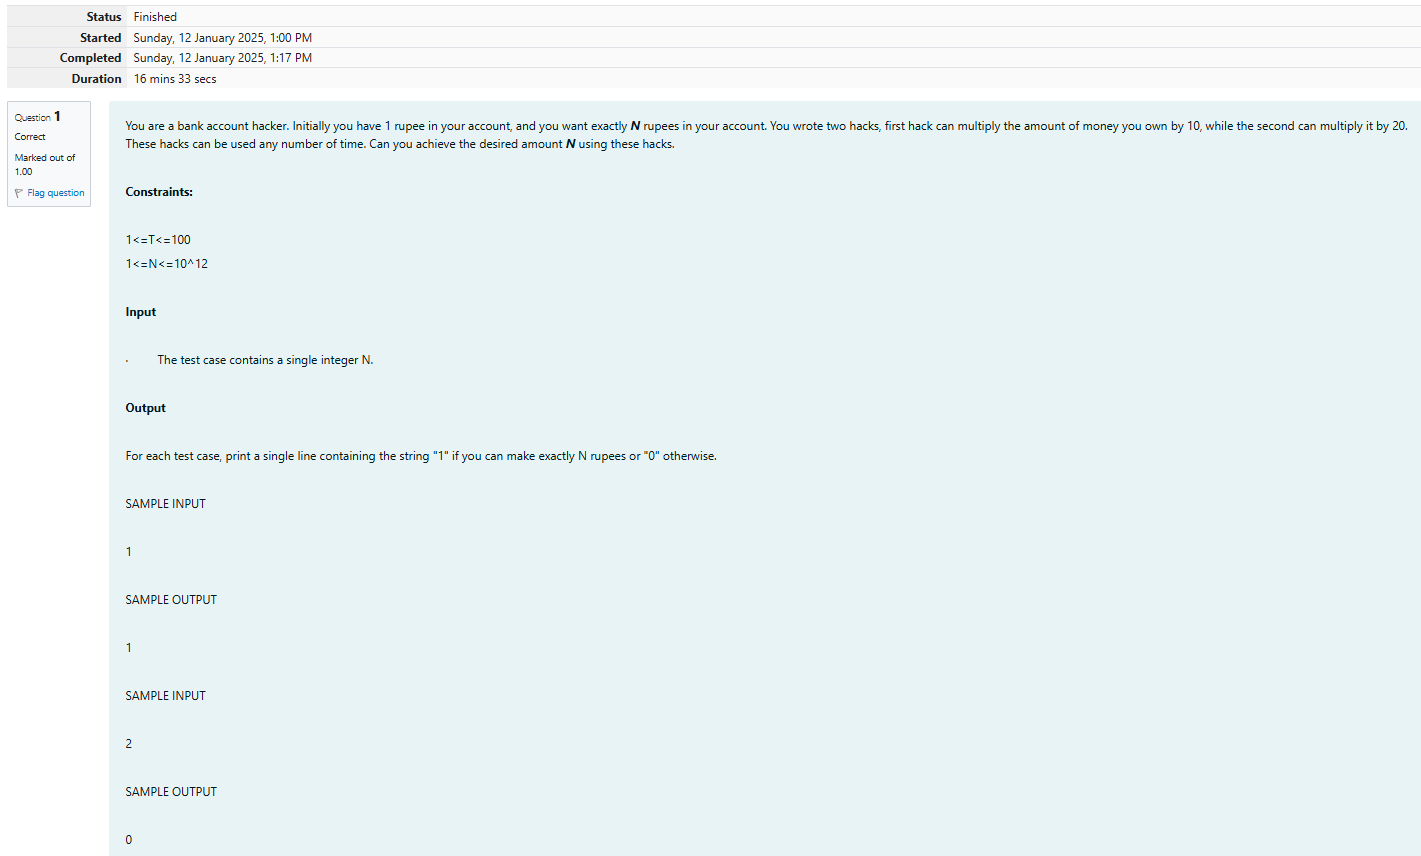 Status Finished
Started Sunday, 12 January 2025, 1:00 PM
Completed Sunday, 12 January 2025, 1:17 PM
Duration 16 mins 33 secs
Question 1
Correct
Marked out of
1.00
Flag question
You are a bank account hacker. Initially you have 1 rupee in your account, and you want exactly N rupees in your account. You wrote two hacks, first hack can multiply the amount of money you own by 10, while the second can multiply it by 20.
These hacks can be used any number of time. Can you achieve the desired amount N using these hacks.
Constraints:
1<=T<=100
1<=N<=10^12
Input
· The test case contains a single integer N.
Output
For each test case, print a single line containing the string "1" if you can make exactly N rupees or "0" otherwise.
SAMPLE INPUT
1
SAMPLE OUTPUT
1
SAMPLE INPUT
2
SAMPLE OUTPUT
0